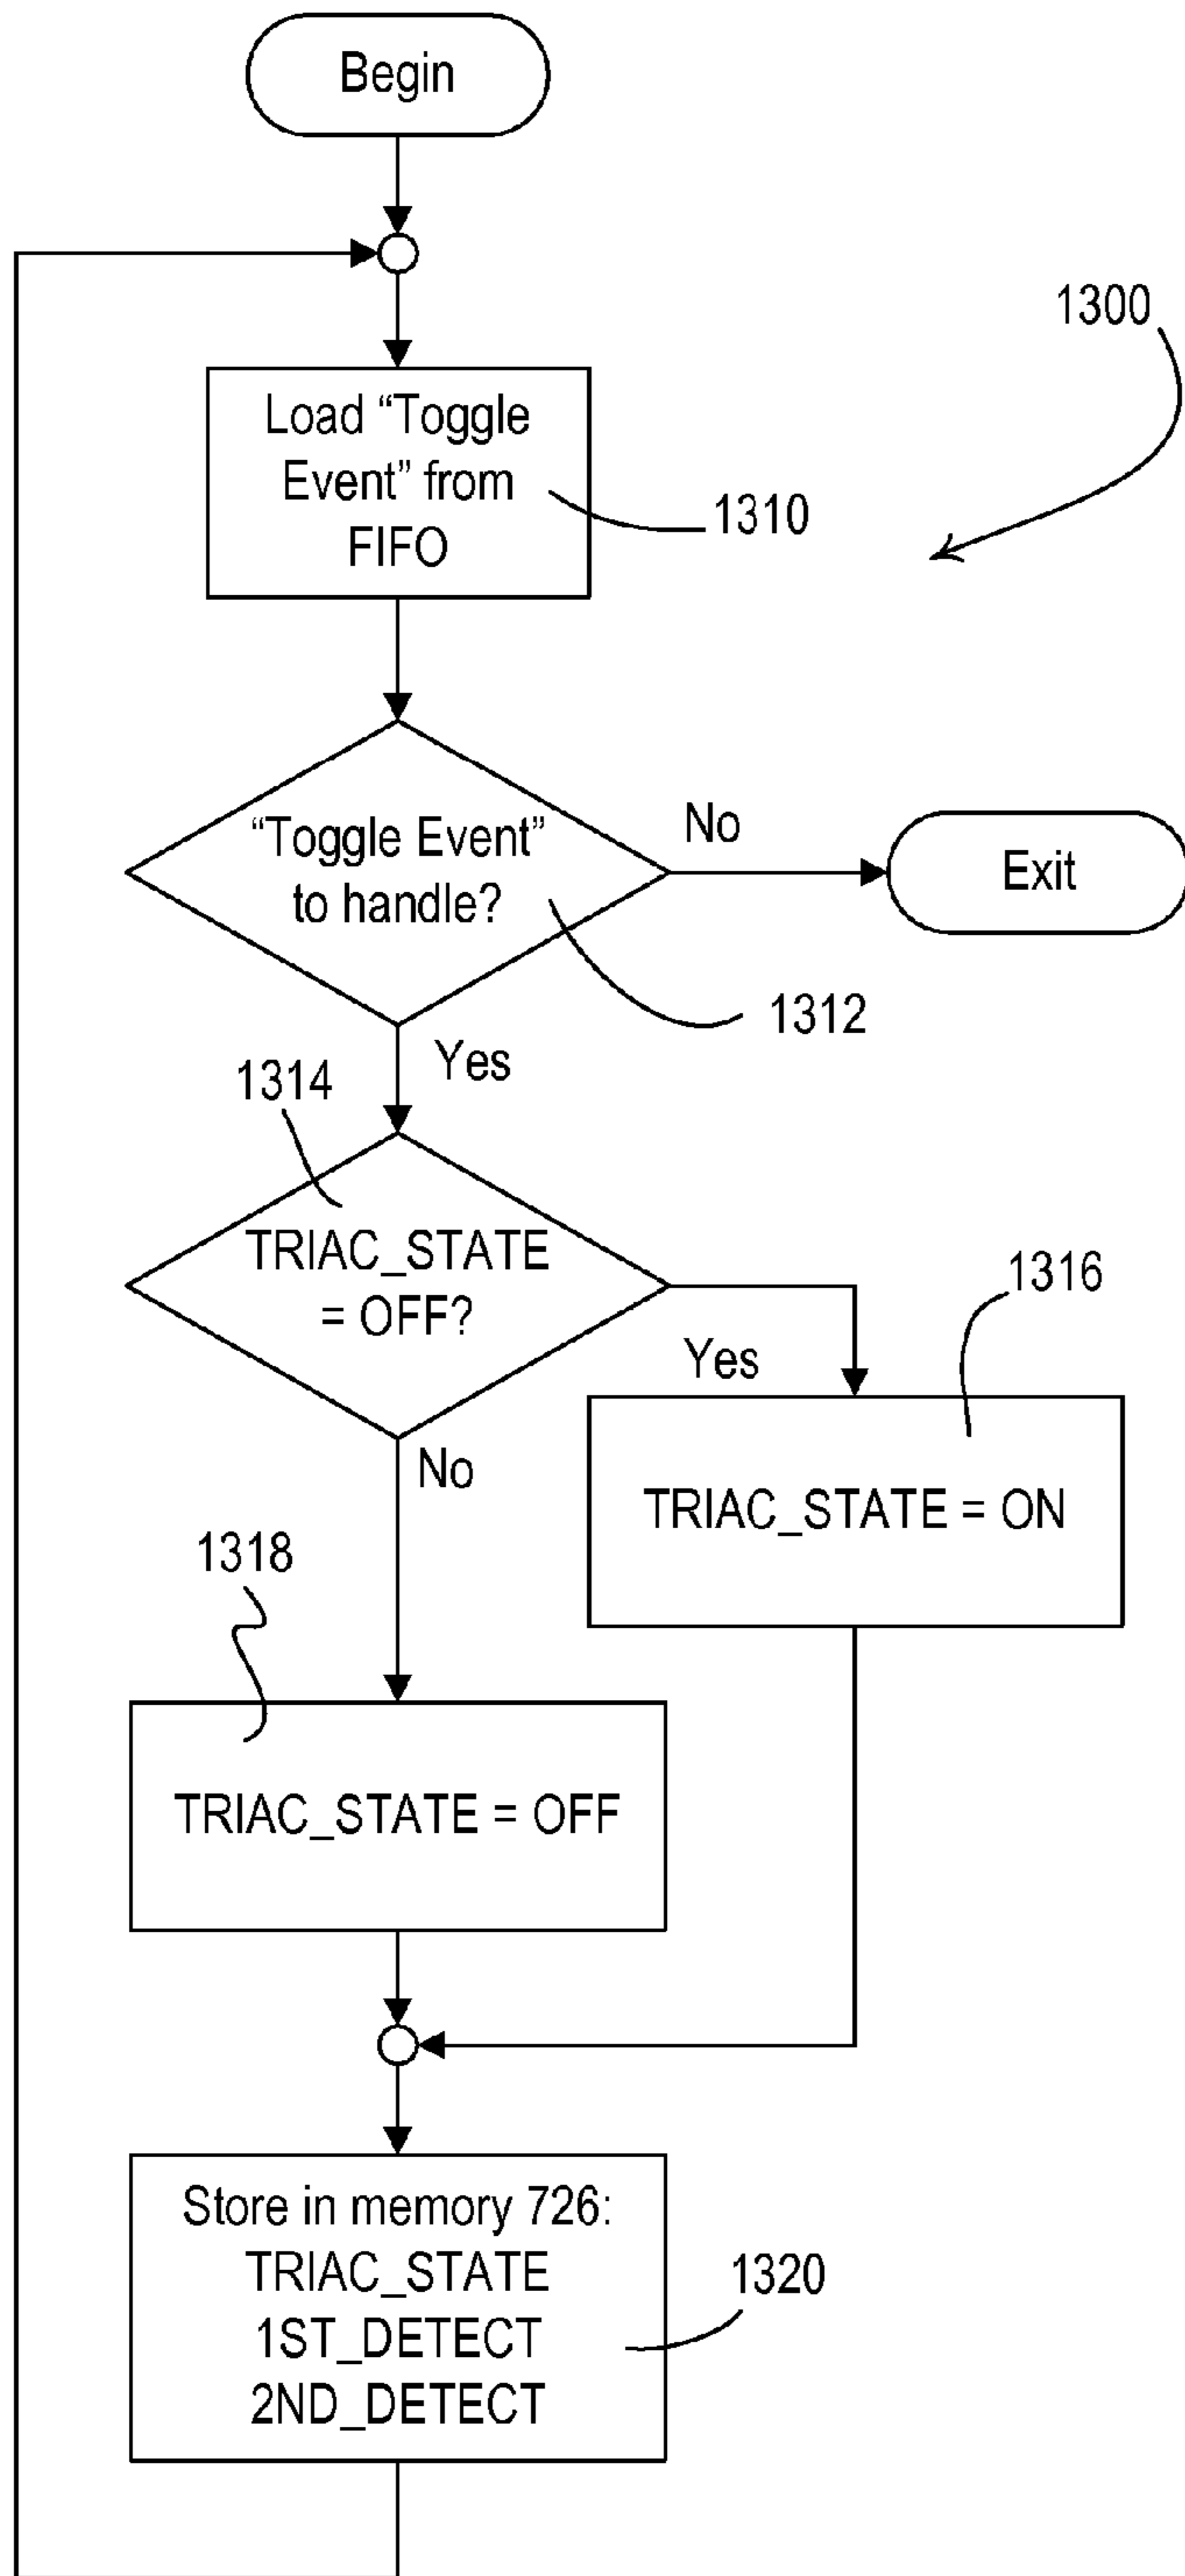 Begin
1300
Load “Toggle
Event” from
FIFO
1310
“Toggle Event”
to handle?
No
Exit
1312
Yes
1314
TRIAC_STATE
= OFF?
Yes
1316
No
TRIAC_STATE = ON
1318
TRIAC_STATE = OFF
Store in memory 726:
TRIAC_STATE
1ST_DETECT
2ND_DETECT
1320